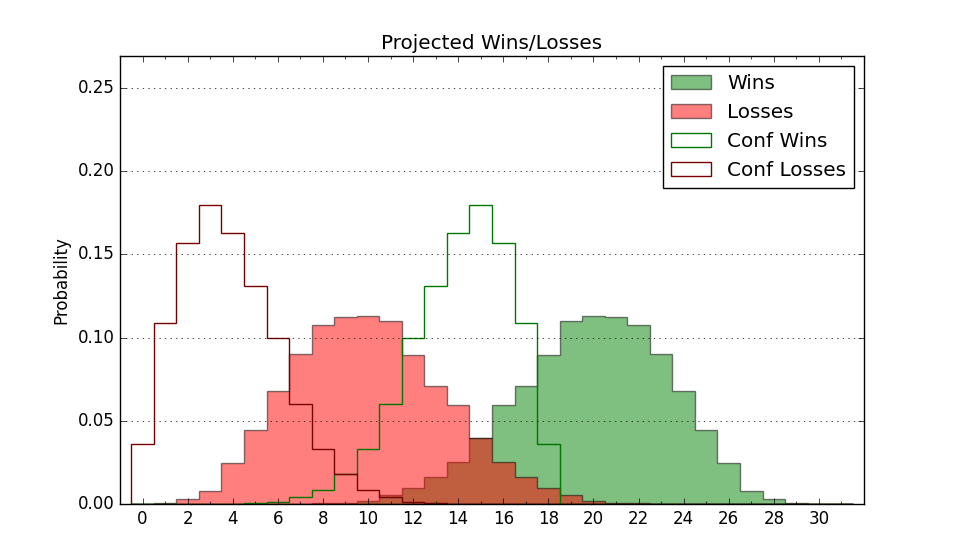 Projected Wins/Losses
Wins
Losses
Conf Wins
Conf Losses
Probability
0.25
0.20
0.15
0.10
0.05
0.00
0 2 4 6 8 10 12 14 16 18 20 22 24 26 28 30